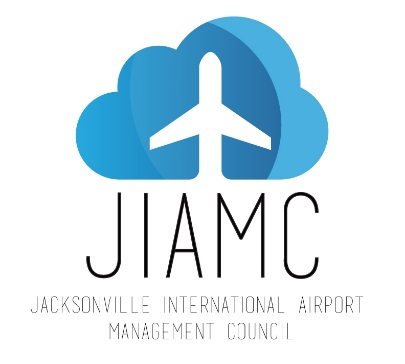 JIAMC
JACKSONVILLE INTERNATIONAL AIRPORT
MANAGEMENT COUNCIL